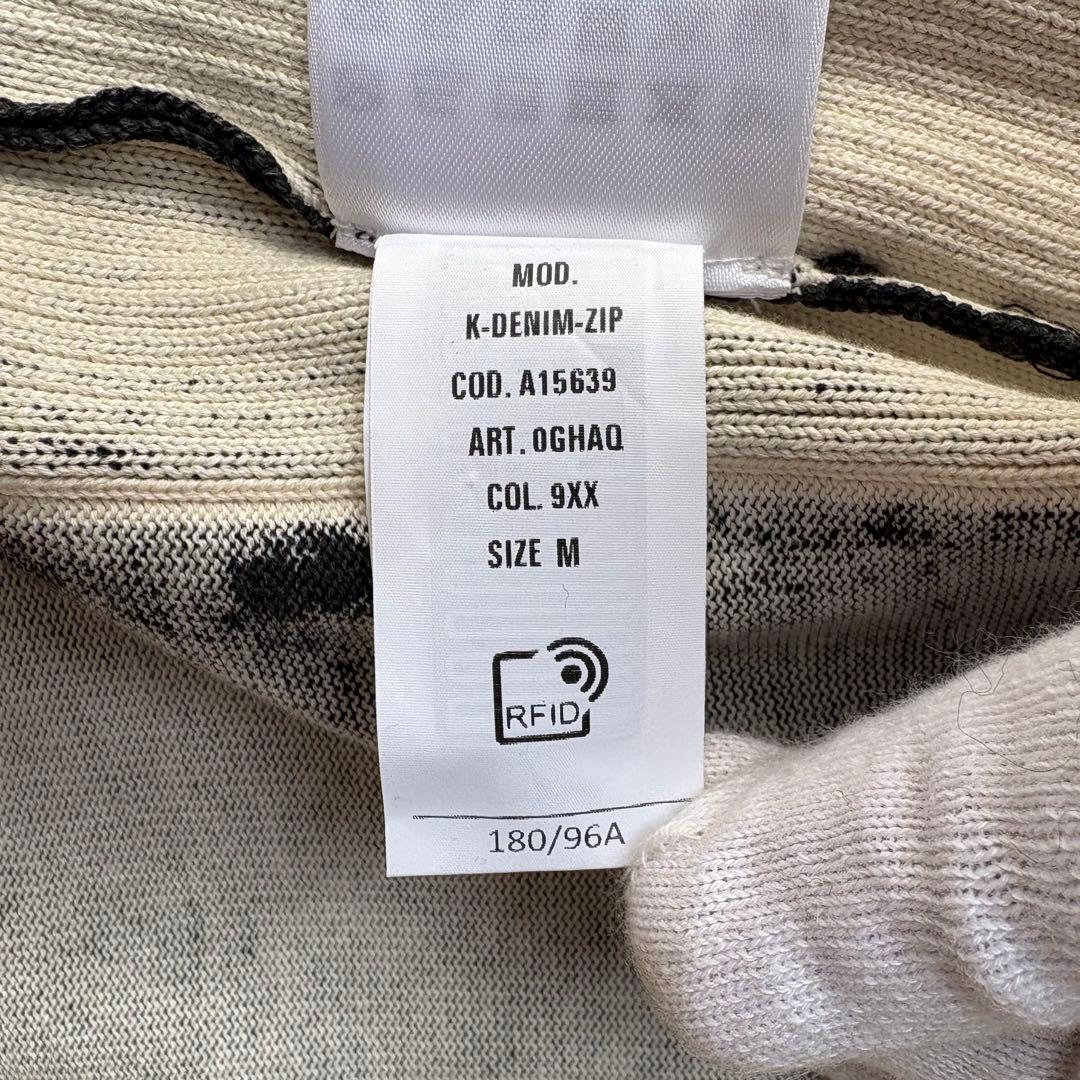 MOD.
K-DENIM-ZIP
COD. A15639
ART. 0GHAQ
COL. 9XX
SIZE M
RFID
180/96A